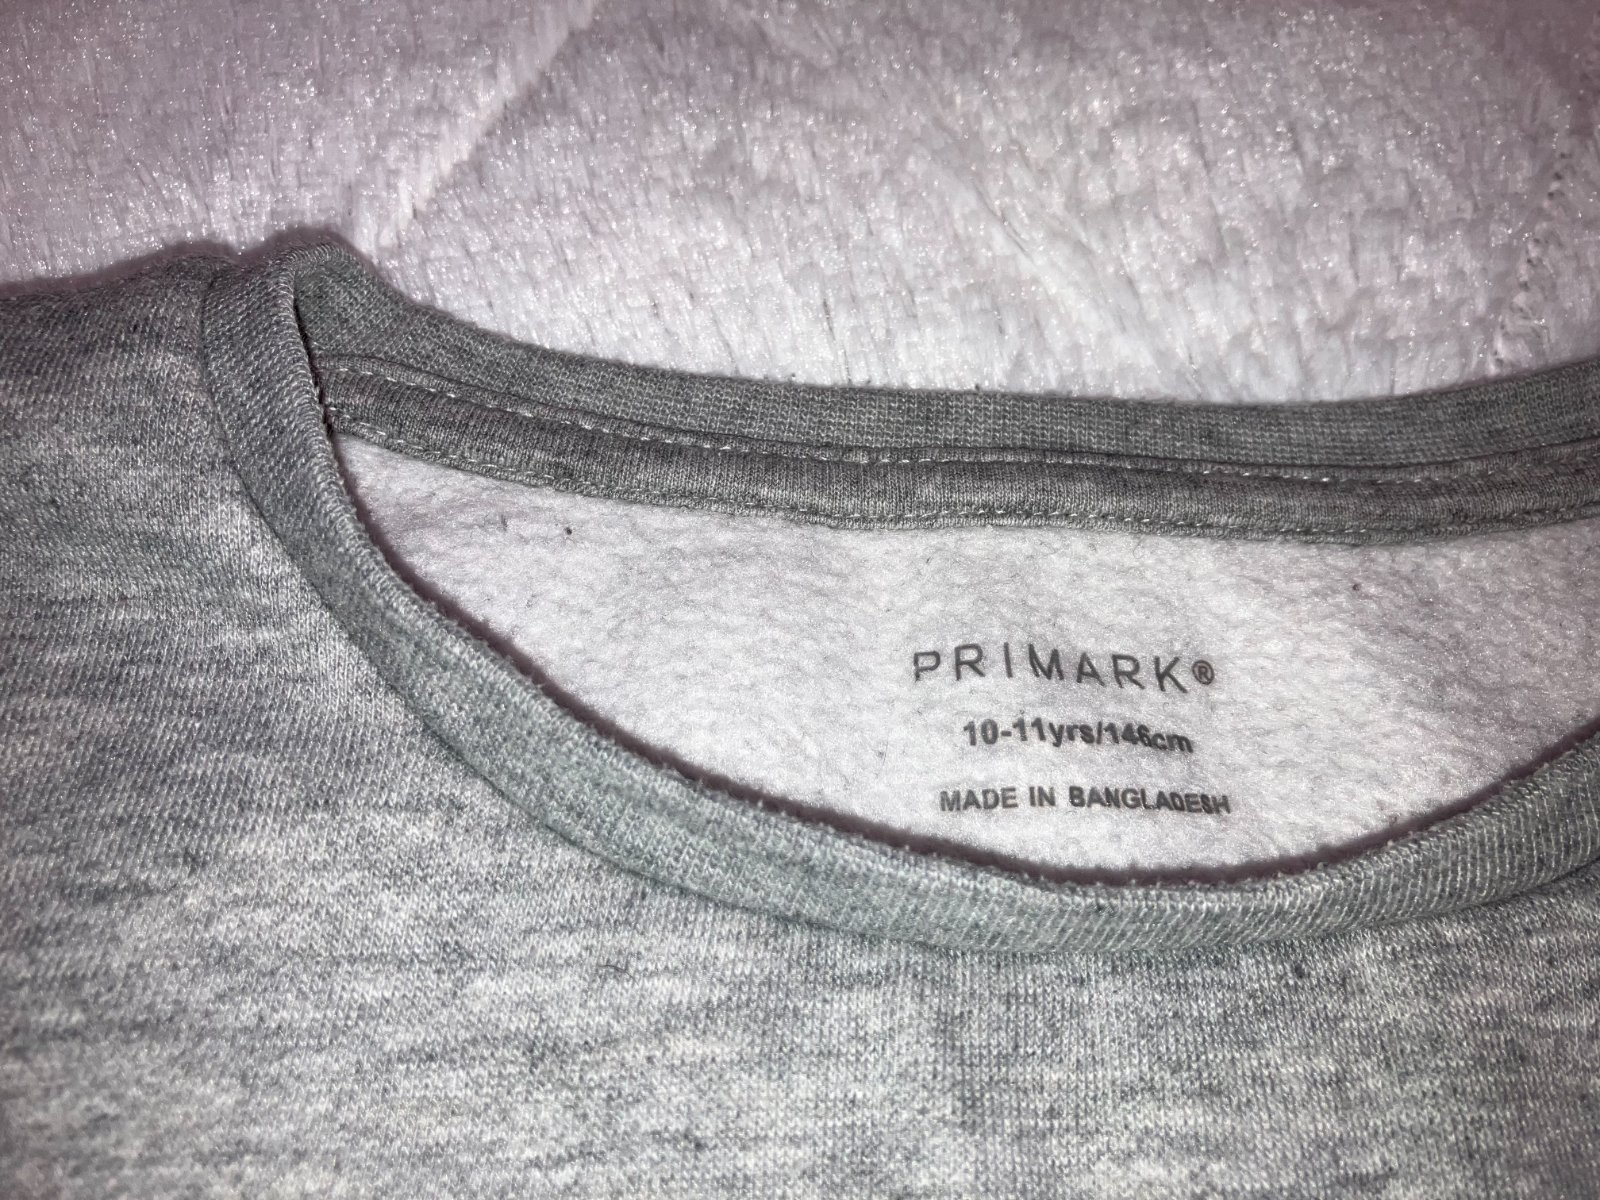 PRIMARK®
10-11yrs/146cm
MADE IN BANGLADESH